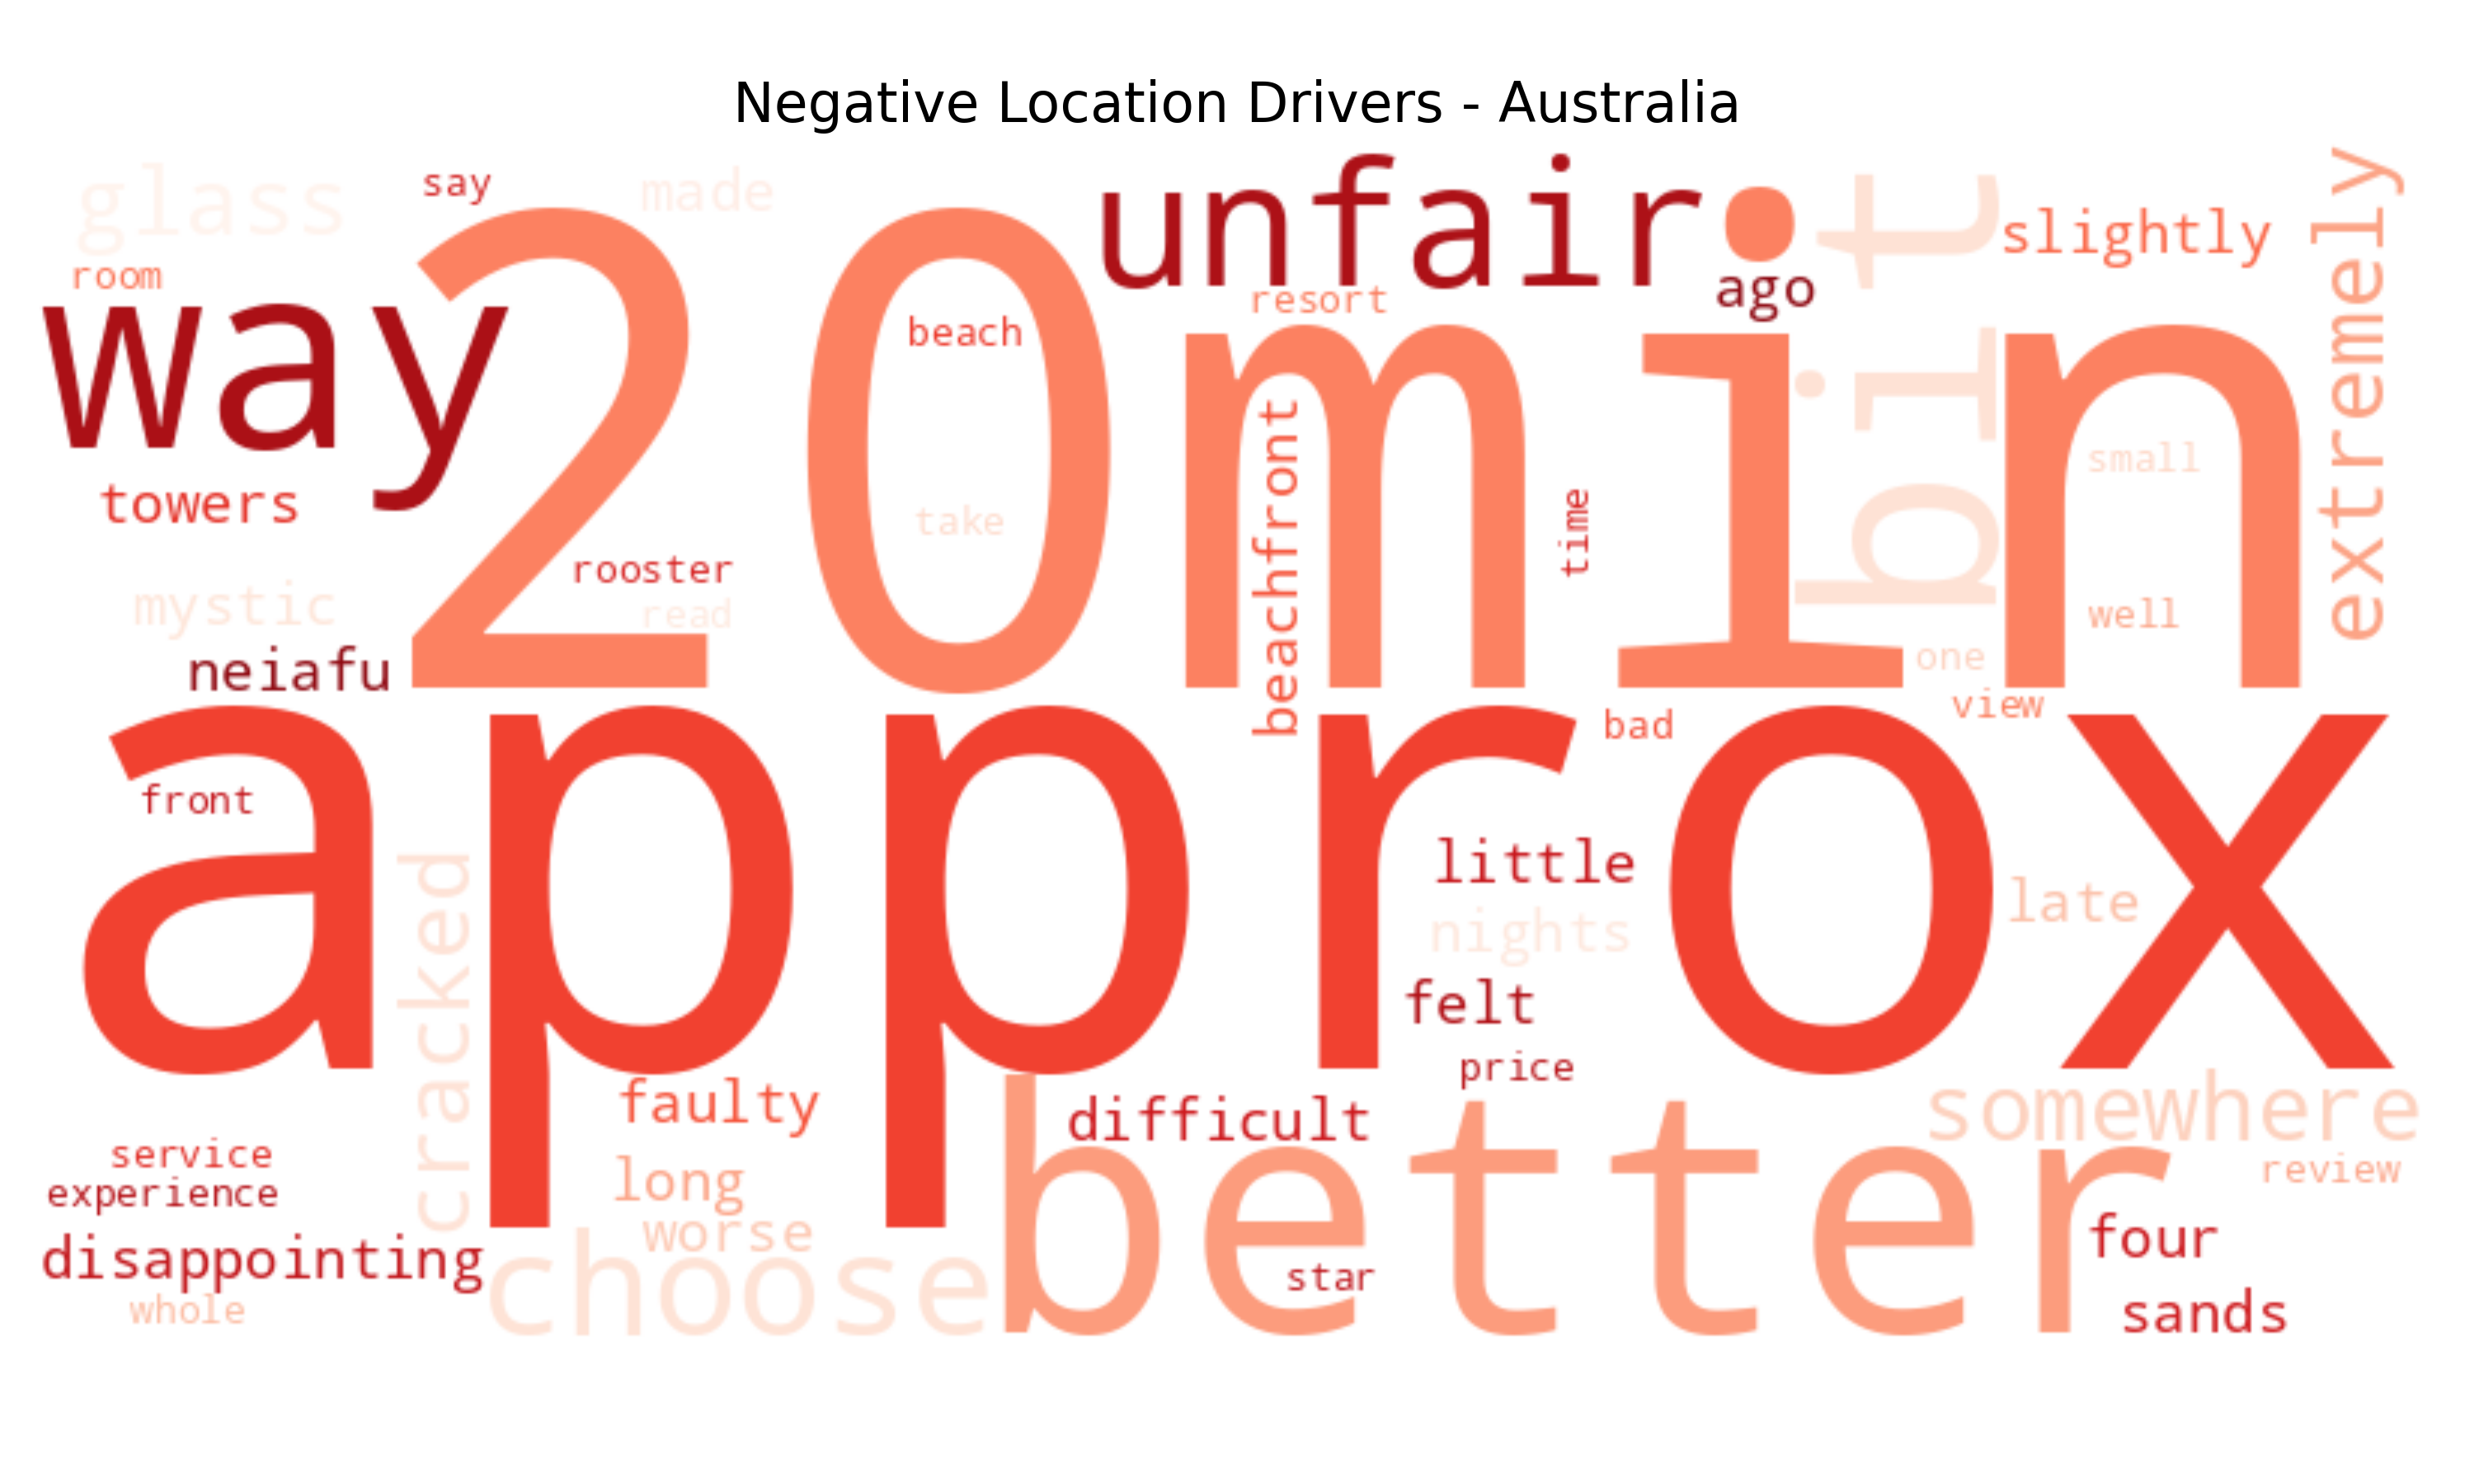 Negative Location Drivers - Australia
glass
say
made
unfair
bit
slightly
extremely
room
way
20min
beach
resort
ago
towers
take
beachfront
time
small
mystic
rooster
read
well
neiafu
one
view
approx
bad
front
little
cracked
nights
late
felt
price
faulty
difficult
somewhere
service
long
better
review
experience
worse
disappointing
choose
four
star
whole
sands